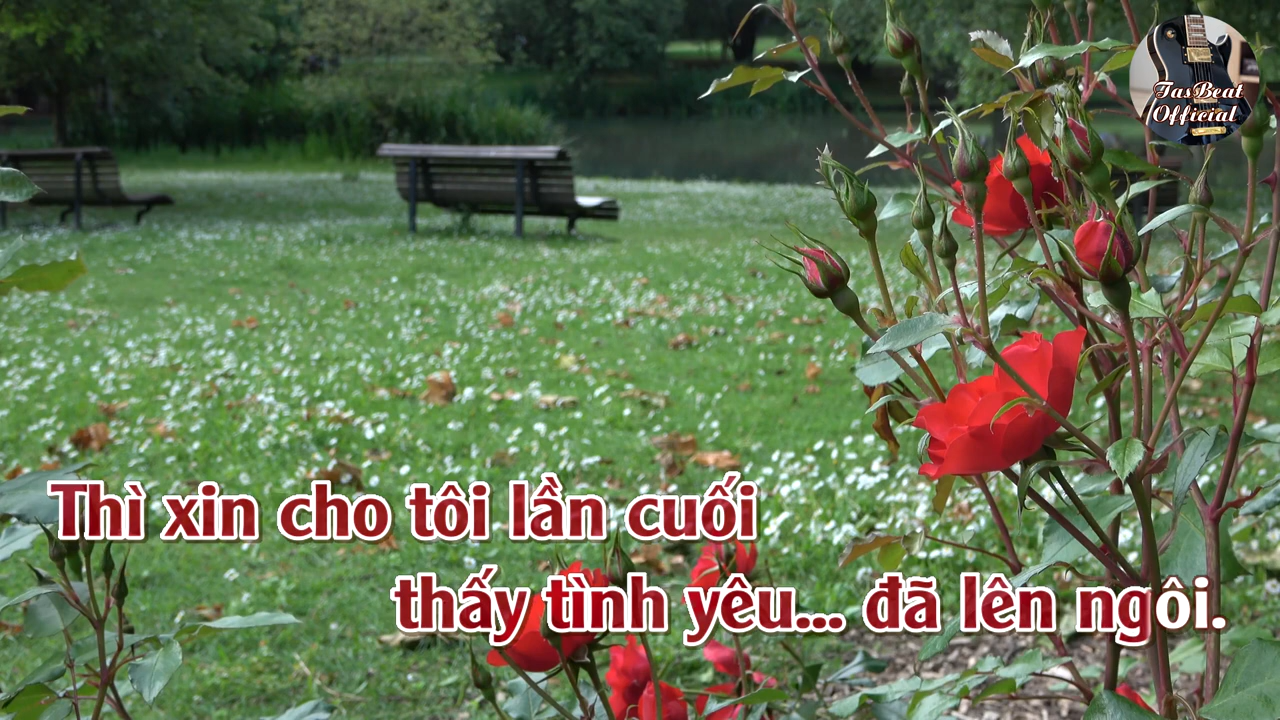 TasBeat
Official
Thì xin cho tôi lần cuối
thấy tình yêu... đã lên ngôi.